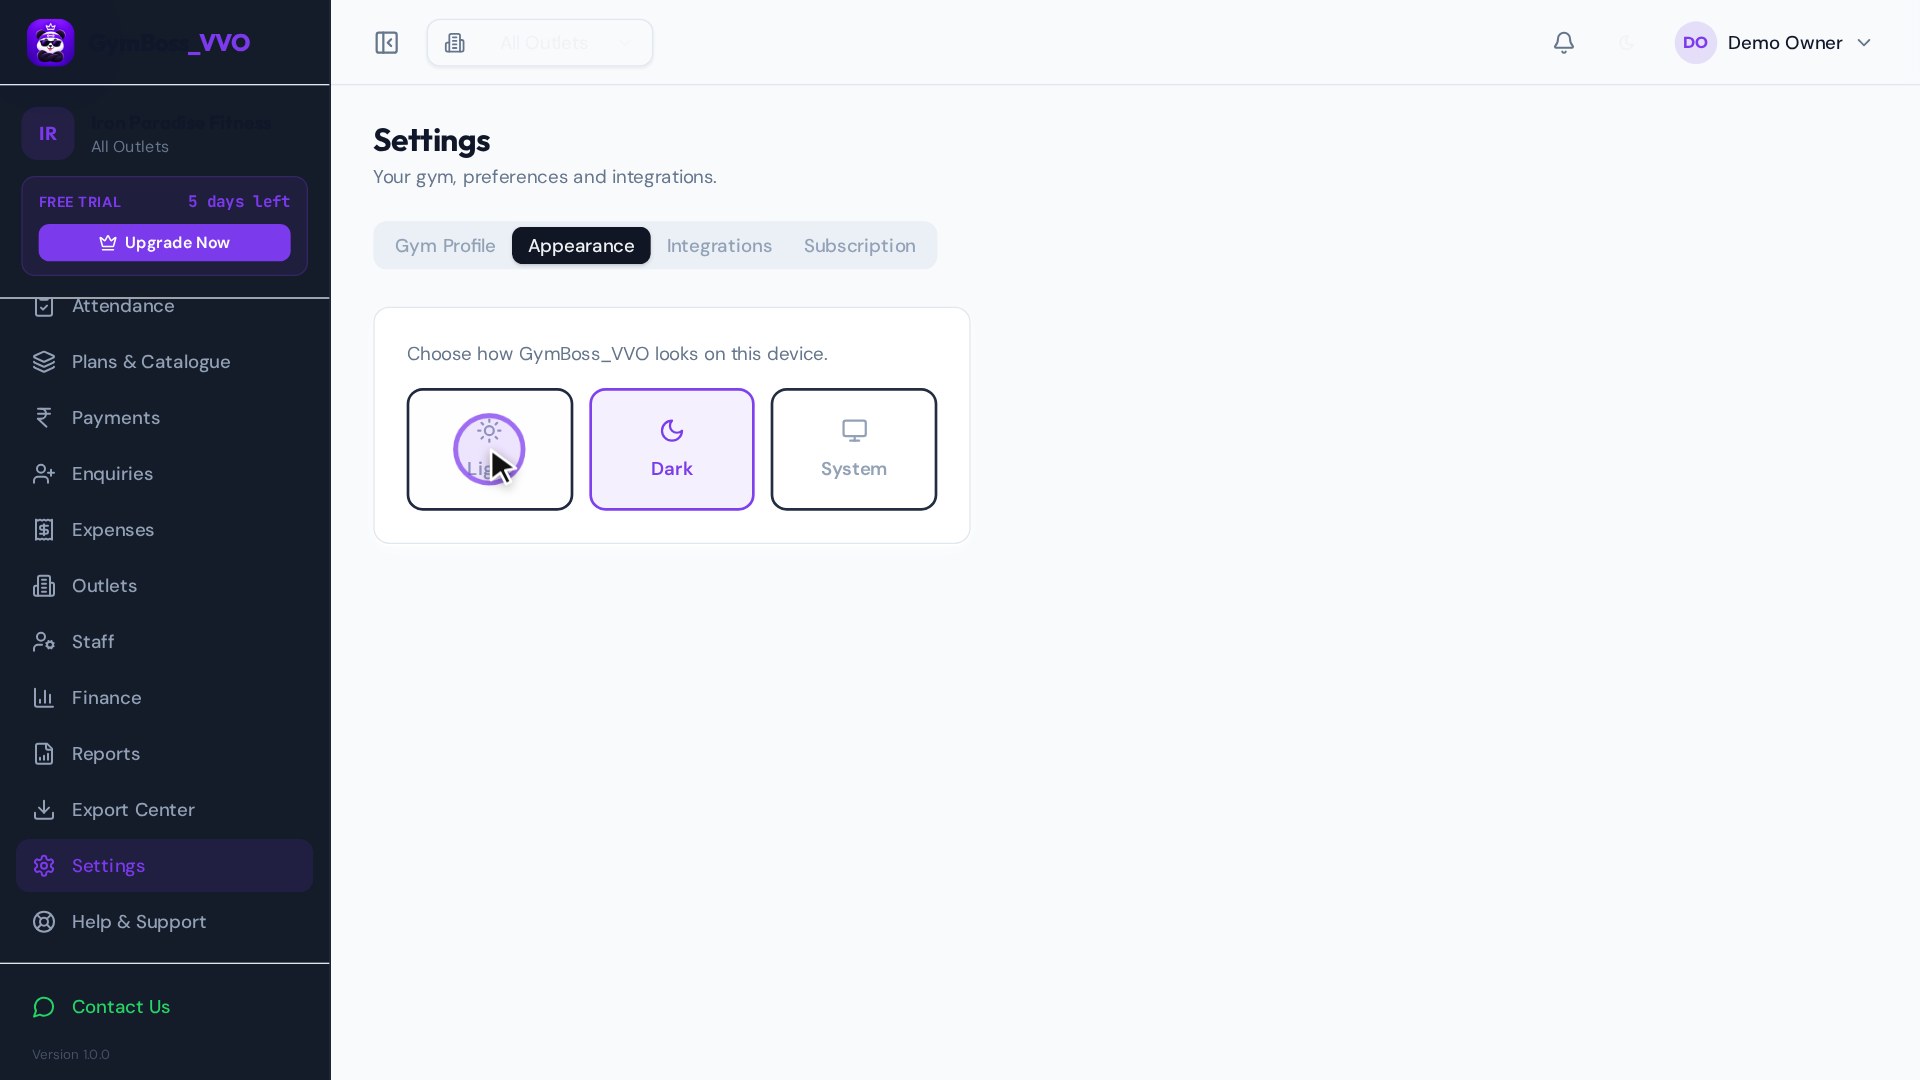 GymBoss_VVO
All Outlets
DO
Demo Owner
IR
Iron Paradise Fitness
All Outlets
FREE TRIAL
5 days left
Upgrade Now
Attendance
Plans & Catalogue
Payments
Enquiries
Expenses
Outlets
Staff
Finance
Reports
Export Center
Settings
Help & Support
Contact Us
Version 1.0.0
Settings
Your gym, preferences and integrations.
Gym Profile
Appearance
Integrations
Subscription
Choose how GymBoss_VVO looks on this device.
Dark
System